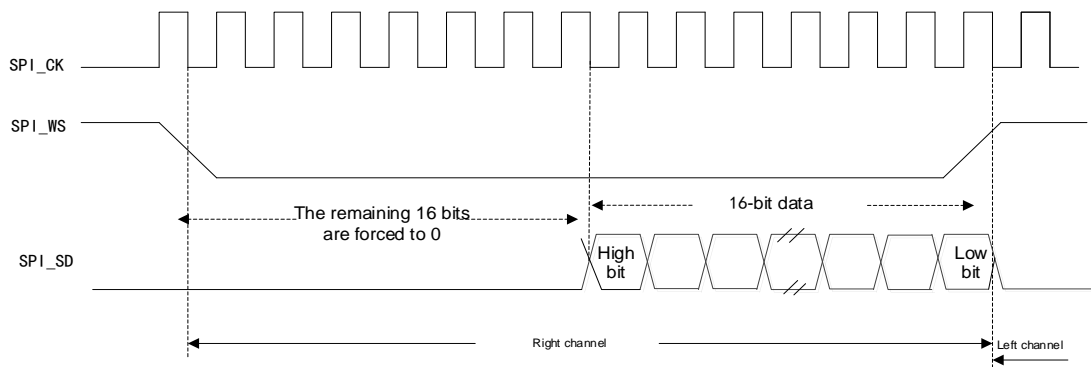 SPI_CK
SPI_WS
The remaining 16 bits
are forced to 0
16-bit data
SPI_SD
High
bit
Low
bit
Right channel
Left channel